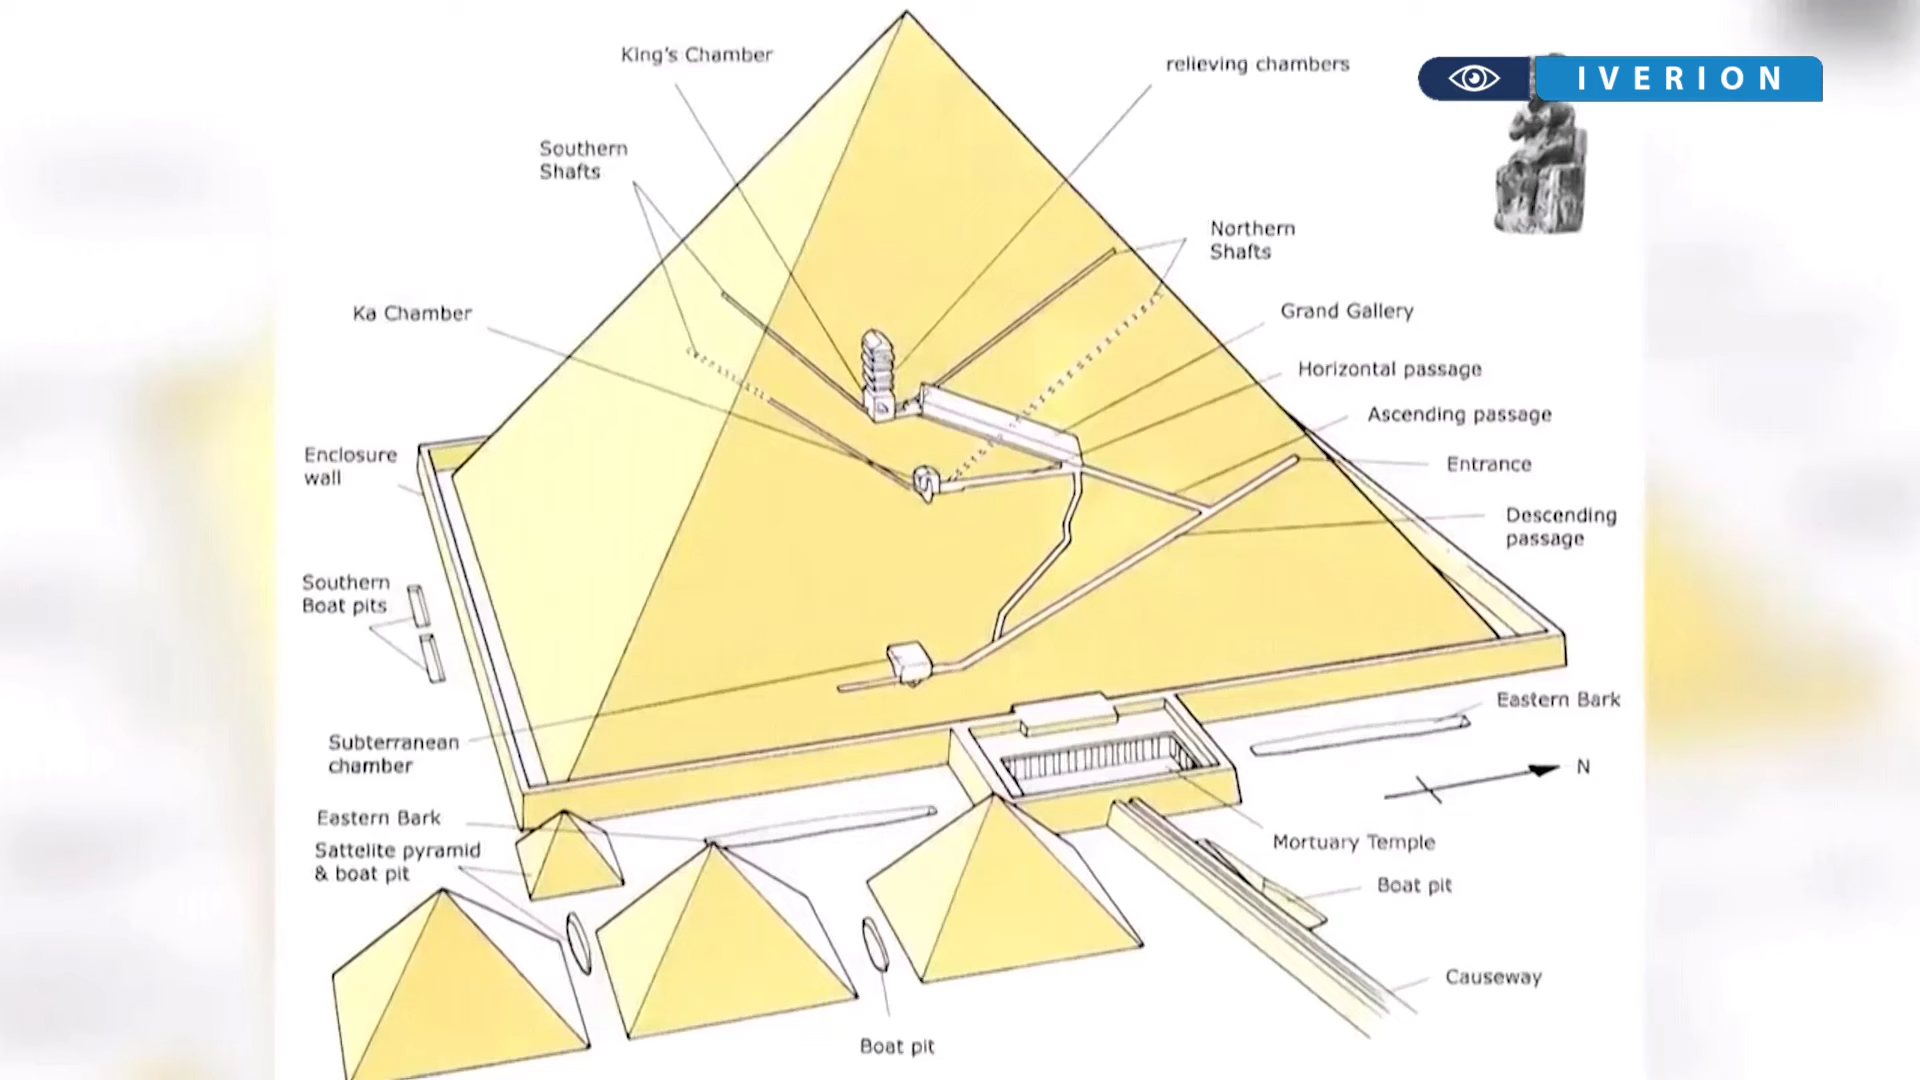 King's Chamber
relieving chambers
IVERION
Southern
Shafts
Northern
Shafts
Ka Chamber
Grand Gallery
Horizontal passage
Ascending passage
Enclosure
wall
Entrance
Descending
passage
Southern
Boat pits
Eastern Bark
Subterranean
chamber
N
Eastern Bark
Sattelite pyramid
& boat pit
Mortuary Temple
Boat pit
Causeway
Boat pit